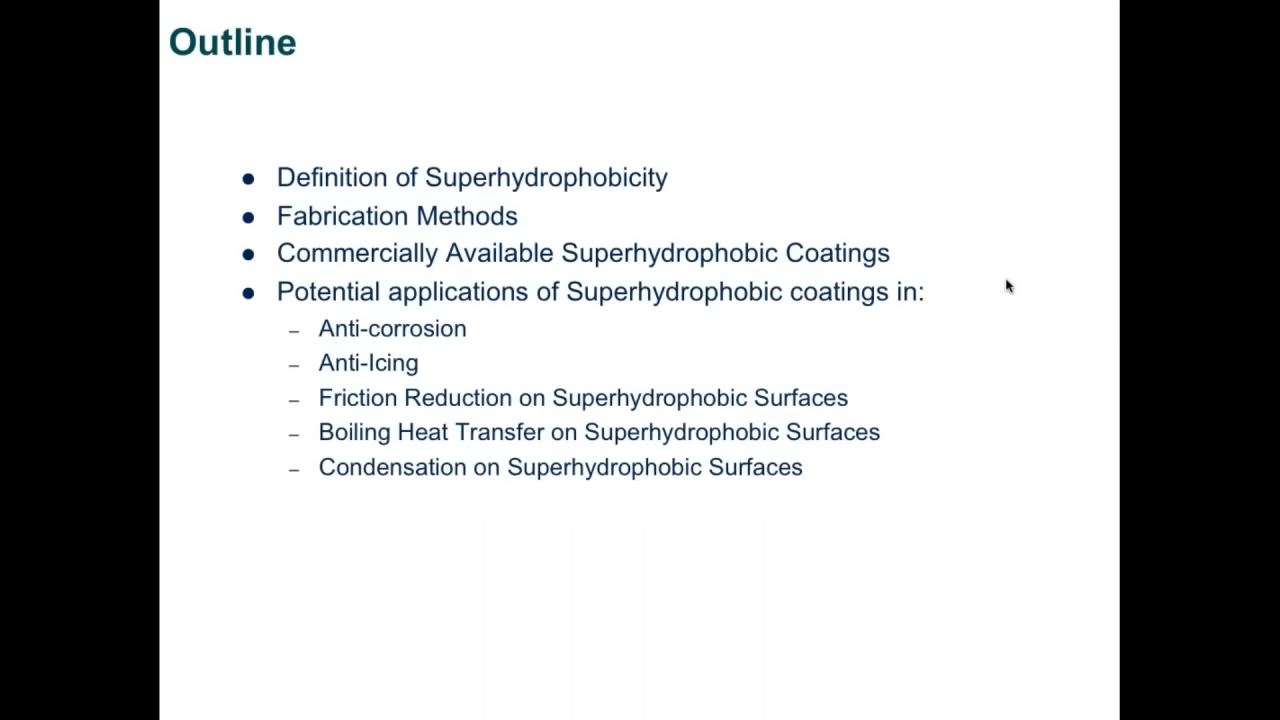 Outline
● Definition of Superhydrophobicity
● Fabrication Methods
● Commercially Available Superhydrophobic Coatings
● Potential applications of Superhydrophobic coatings in:
– Anti-corrosion
– Anti-Icing
– Friction Reduction on Superhydrophobic Surfaces
– Boiling Heat Transfer on Superhydrophobic Surfaces
– Condensation on Superhydrophobic Surfaces